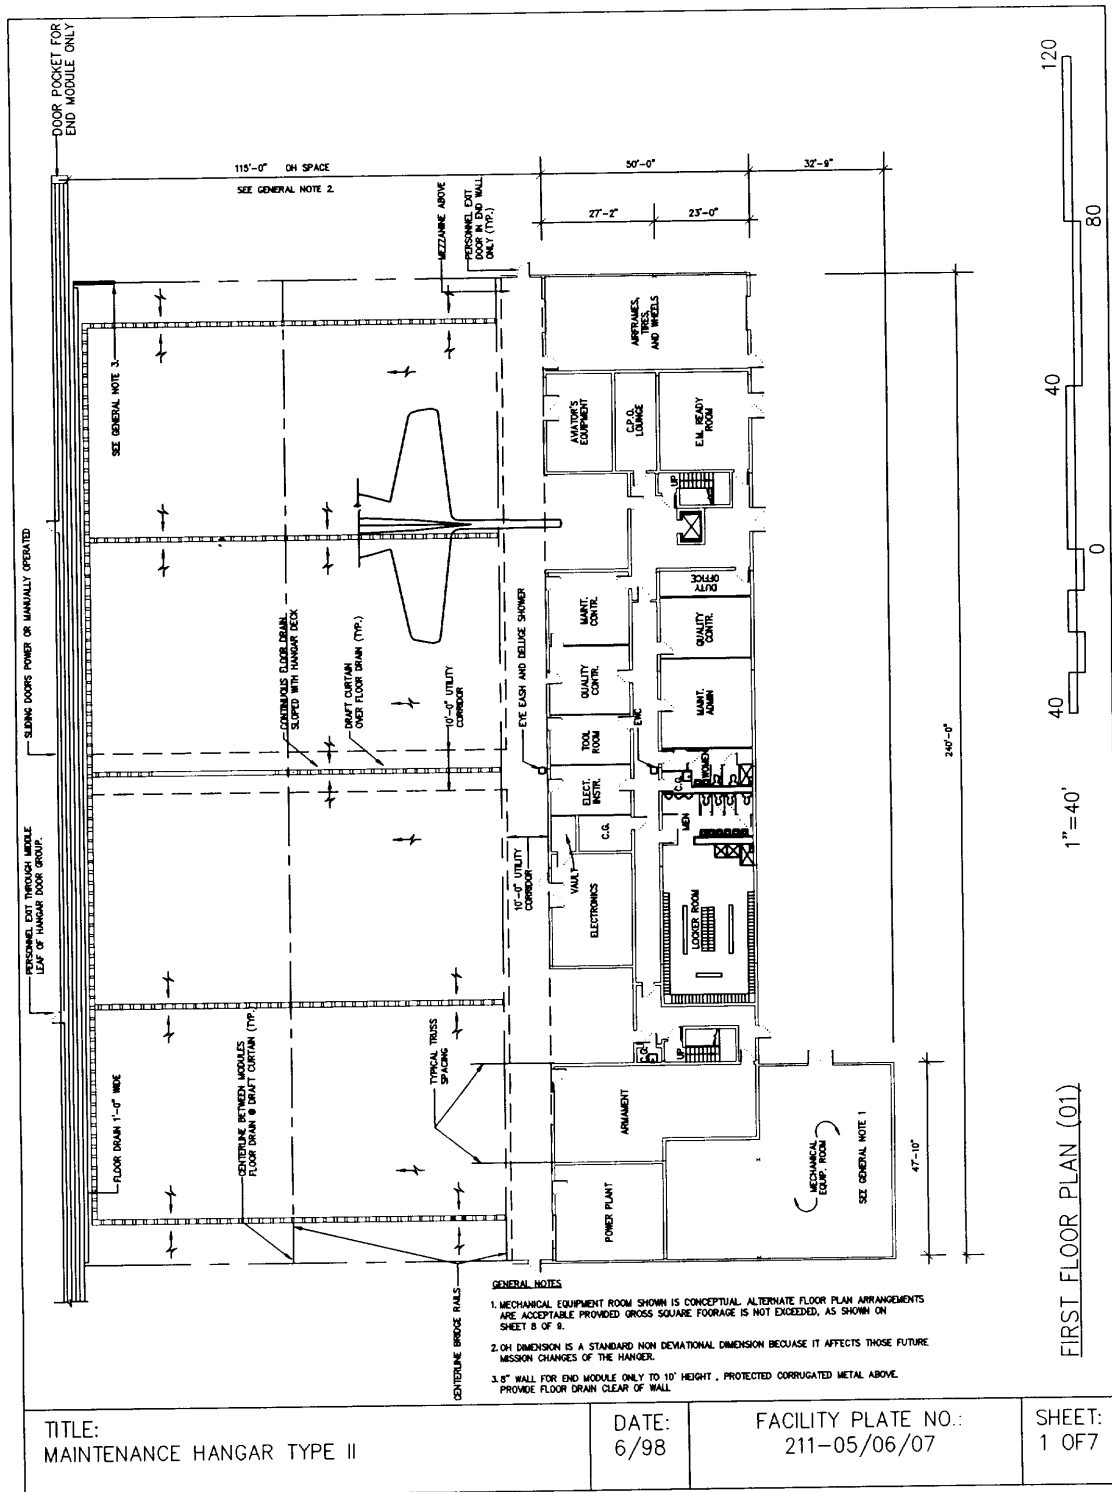 DOOR POCKET FOR
END MODULE ONLY
SLIDING DOORS POWER OR MANUALLY OPERATED
PERSONNEL EXIT THROUGH MIDDLE
LEAF OF HANGAR DOOR GROUP.
115'-0" OH SPACE
SEE GENERAL NOTE 2.
50'-0"
32'-9"
27'-2"
23'-0"
MEZZANINE ABOVE
PERSONNEL EXIT
DOOR IN END WALL
ONLY (TYP.)
SEE GENERAL NOTE 3.
CONTINUOUS FLOOR DRAIN
SLOPED WITH HANGAR DECK
DRAFT CURTAIN
OVER FLOOR DRAIN (TYP.)
10'-0" UTILITY
CORRIDOR
EYE EASH AND DELUGE SHOWER
10'-0" UTILITY
CORRIDOR
FLOOR DRAIN 1'-0" WIDE
CENTERLINE BETWEEN MODULES
FLOOR DRAIN @ DRAFT CURTAIN (TYP.
TYPICAL TRUSS
SPACING
CENTERLINE BRIDGE RAILS
AIRFRAMES,
TIRES,
AND WHEELS
AVIATOR'S
EQUIPMENT
C.P.O.
LOUNGE
E.M. READY
ROOM
UP
DUTY
OFFICE
MAINT.
CONTR.
QUALITY
CONTR.
QUALITY
CONTR.
MAINT.
ADMIN
TOOL
ROOM
EWC
ELECT.
INSTR.
C.G.
WOMEN
C.G.
MEN
VAULT
ELECTRONICS
LOCKER ROOM
C.G.
UP
ARMAMENT
POWER PLANT
MECHANICAL
EQUIP. ROOM
SEE GENERAL NOTE 1
47'-10"
240'-0"
GENERAL NOTES
1. MECHANICAL EQUIPMENT ROOM SHOWN IS CONCEPTUAL. ALTERNATE FLOOR PLAN ARRANGEMENTS
ARE ACCEPTABLE PROVIDED GROSS SQUARE FOORAGE IS NOT EXCEEDED, AS SHOWN ON
SHEET 8 OF 9.
2. OH DIMENSION IS A STANDARD NON DEVIATIONAL DIMENSION BECUASE IT AFFECTS THOSE FUTURE
MISSION CHANGES OF THE HANGER.
3. 8" WALL FOR END MODULE ONLY TO 10' HEIGHT , PROTECTED CORRUGATED METAL ABOVE.
PROVIDE FLOOR DRAIN CLEAR OF WALL
FIRST FLOOR PLAN (01)
1"=40'
40 0 40 80 120
TITLE:
MAINTENANCE HANGAR TYPE II
DATE:
6/98
FACILITY PLATE NO.:
211-05/06/07
SHEET:
1 OF7